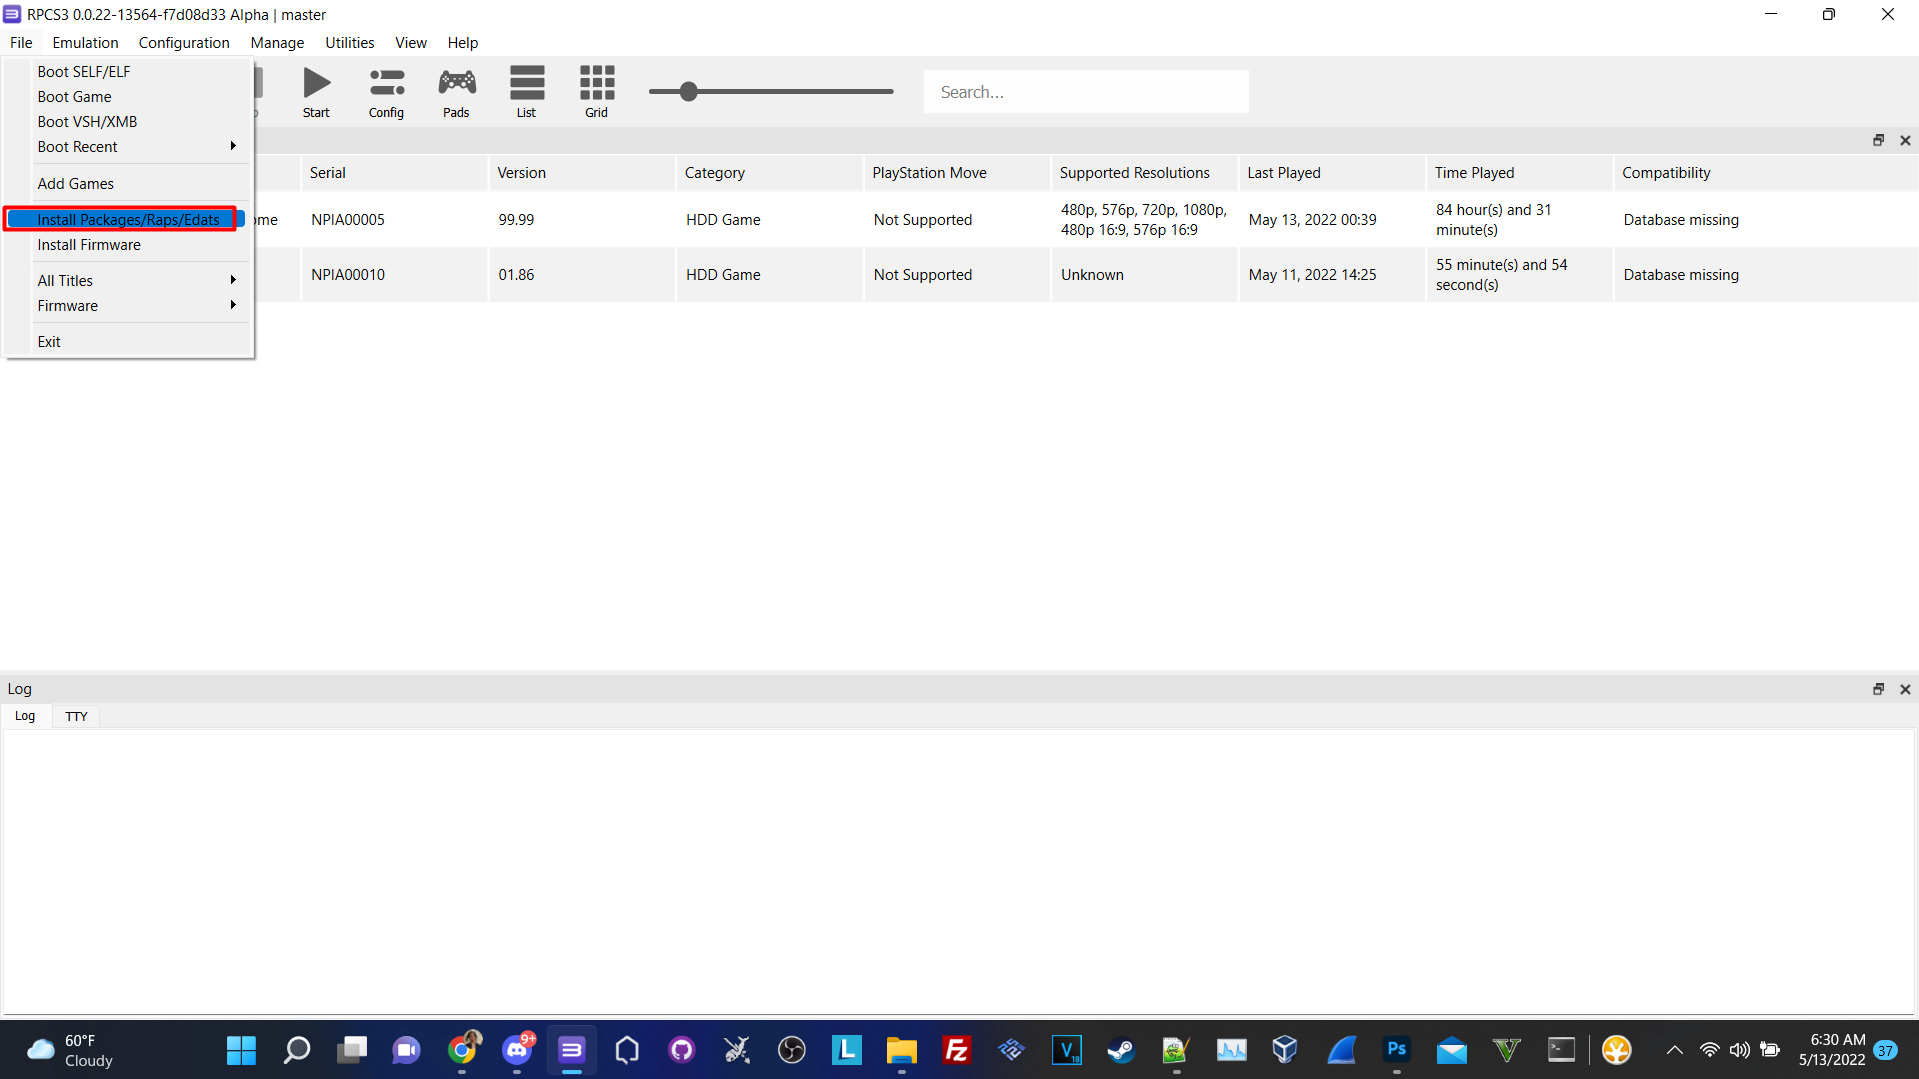 RPCS3 0.0.22-13564-f7d08d33 Alpha | master
File Emulation Configuration Manage Utilities View Help
Boot SELF/ELF
Boot Game
Boot VSH/XMB
Boot Recent
Add Games
Install Packages/Raps/Edats
Install Firmware
All Titles
Firmware
Exit
Start Config Pads List Grid
Search...
Serial Version Category PlayStation Move Supported Resolutions Last Played Time Played Compatibility
ome NPIA00005 99.99 HDD Game Not Supported 480p, 576p, 720p, 1080p, 480p 16:9, 576p 16:9 May 13, 2022 00:39 84 hour(s) and 31 minute(s) Database missing
NPIA00010 01.86 HDD Game Not Supported Unknown May 11, 2022 14:25 55 minute(s) and 54 second(s) Database missing
Log
Log TTY
60°F
Cloudy
9+
L
Fz
V
18
Ps
V
6:30 AM
5/13/2022
37